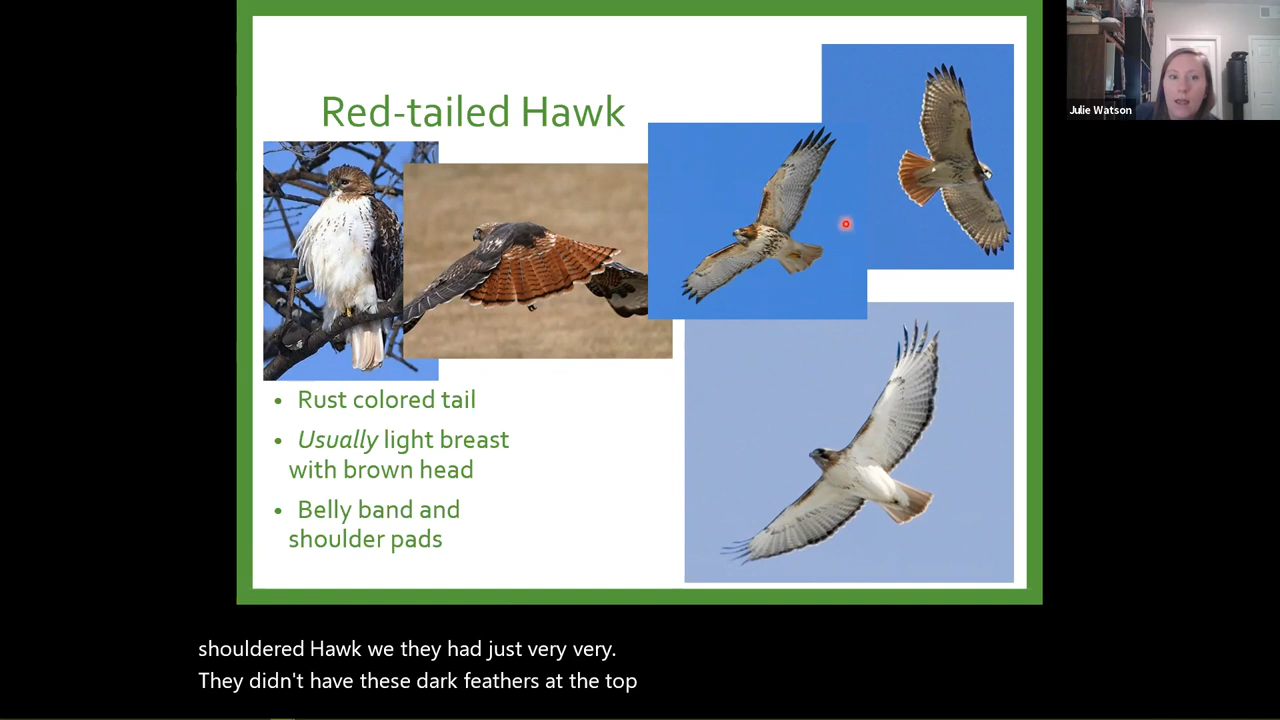 Red-tailed Hawk
Julie Watson
• Rust colored tail
• Usually light breast
with brown head
• Belly band and
shoulder pads
shouldered Hawk we they had just very very.
They didn't have these dark feathers at the top